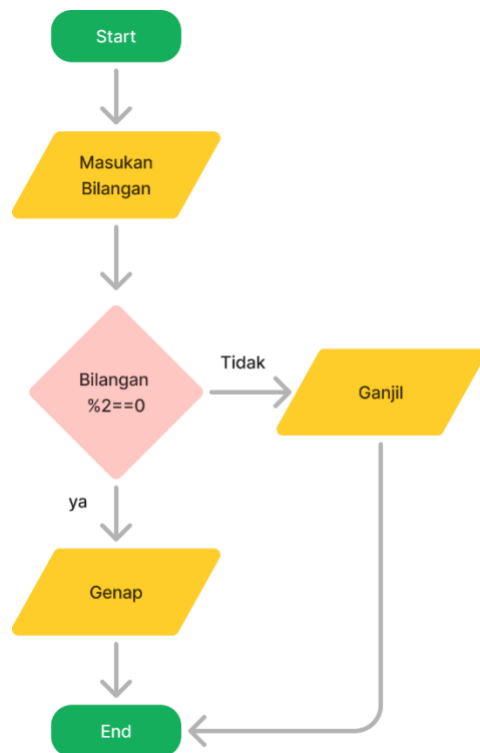 Start
Masukan
Bilangan
Bilangan
%2==0
Tidak
Ganjil
ya
Genap
End